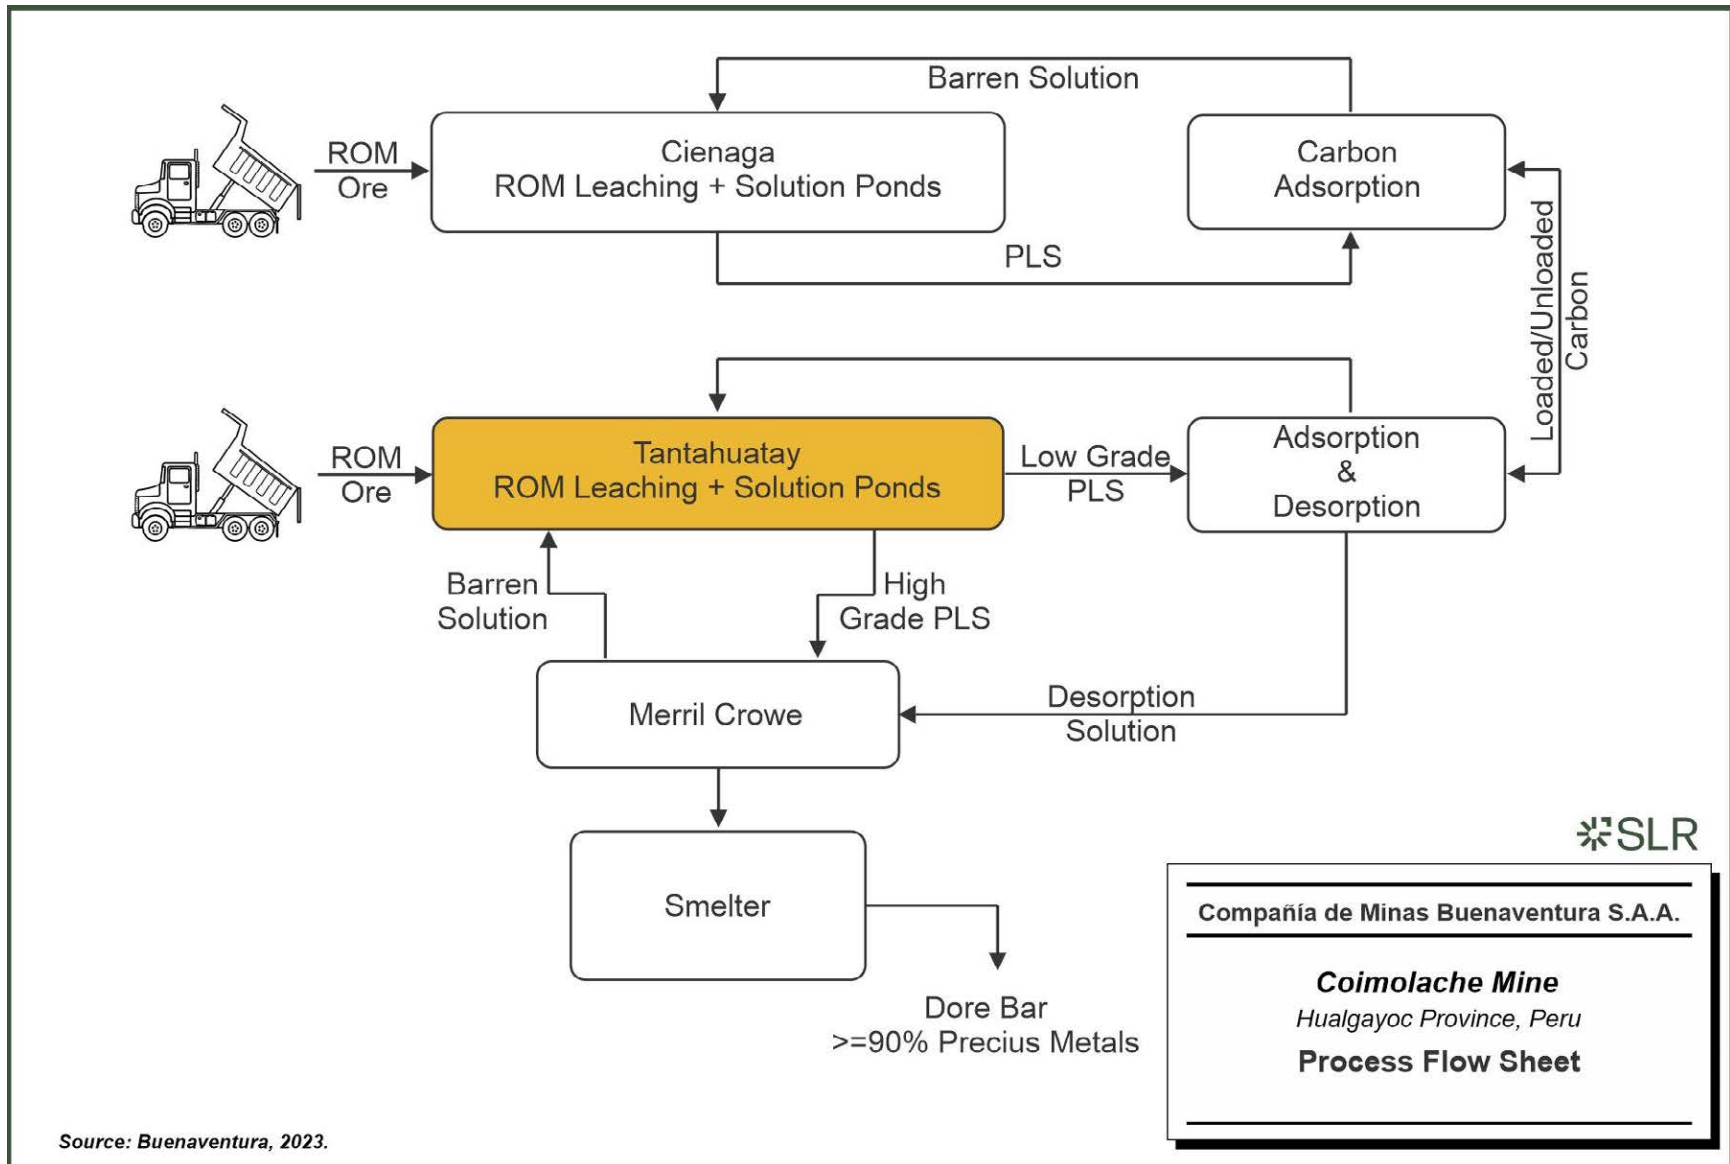 Barren Solution
ROM
Ore
Cienaga
ROM Leaching + Solution Ponds
Carbon
Adsorption
PLS
Loaded/Unloaded
Carbon
ROM
Ore
Tantahuatay
ROM Leaching + Solution Ponds
Low Grade
PLS
Adsorption
&
Desorption
Barren
Solution
High
Grade PLS
Merril Crowe
Desorption
Solution
Smelter
Dore Bar
>=90% Precius Metals
SLR
Compañía de Minas Buenaventura S.A.A.
Coimolache Mine
Hualgayoc Province, Peru
Process Flow Sheet
Source: Buenaventura, 2023.